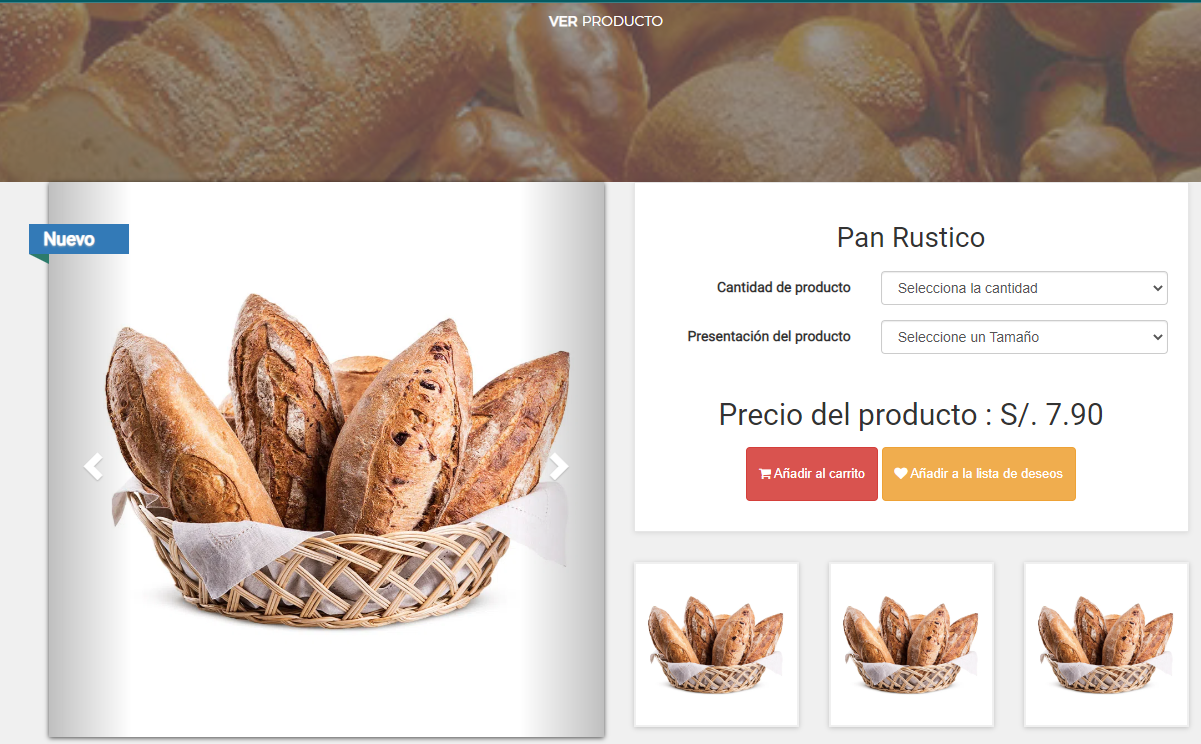 VER PRODUCTO
Nuevo
Pan Rustico
Cantidad de producto
Selecciona la cantidad
Presentación del producto
Seleccione un Tamaño
Precio del producto : S/. 7.90
Añadir al carrito
Añadir a la lista de deseos